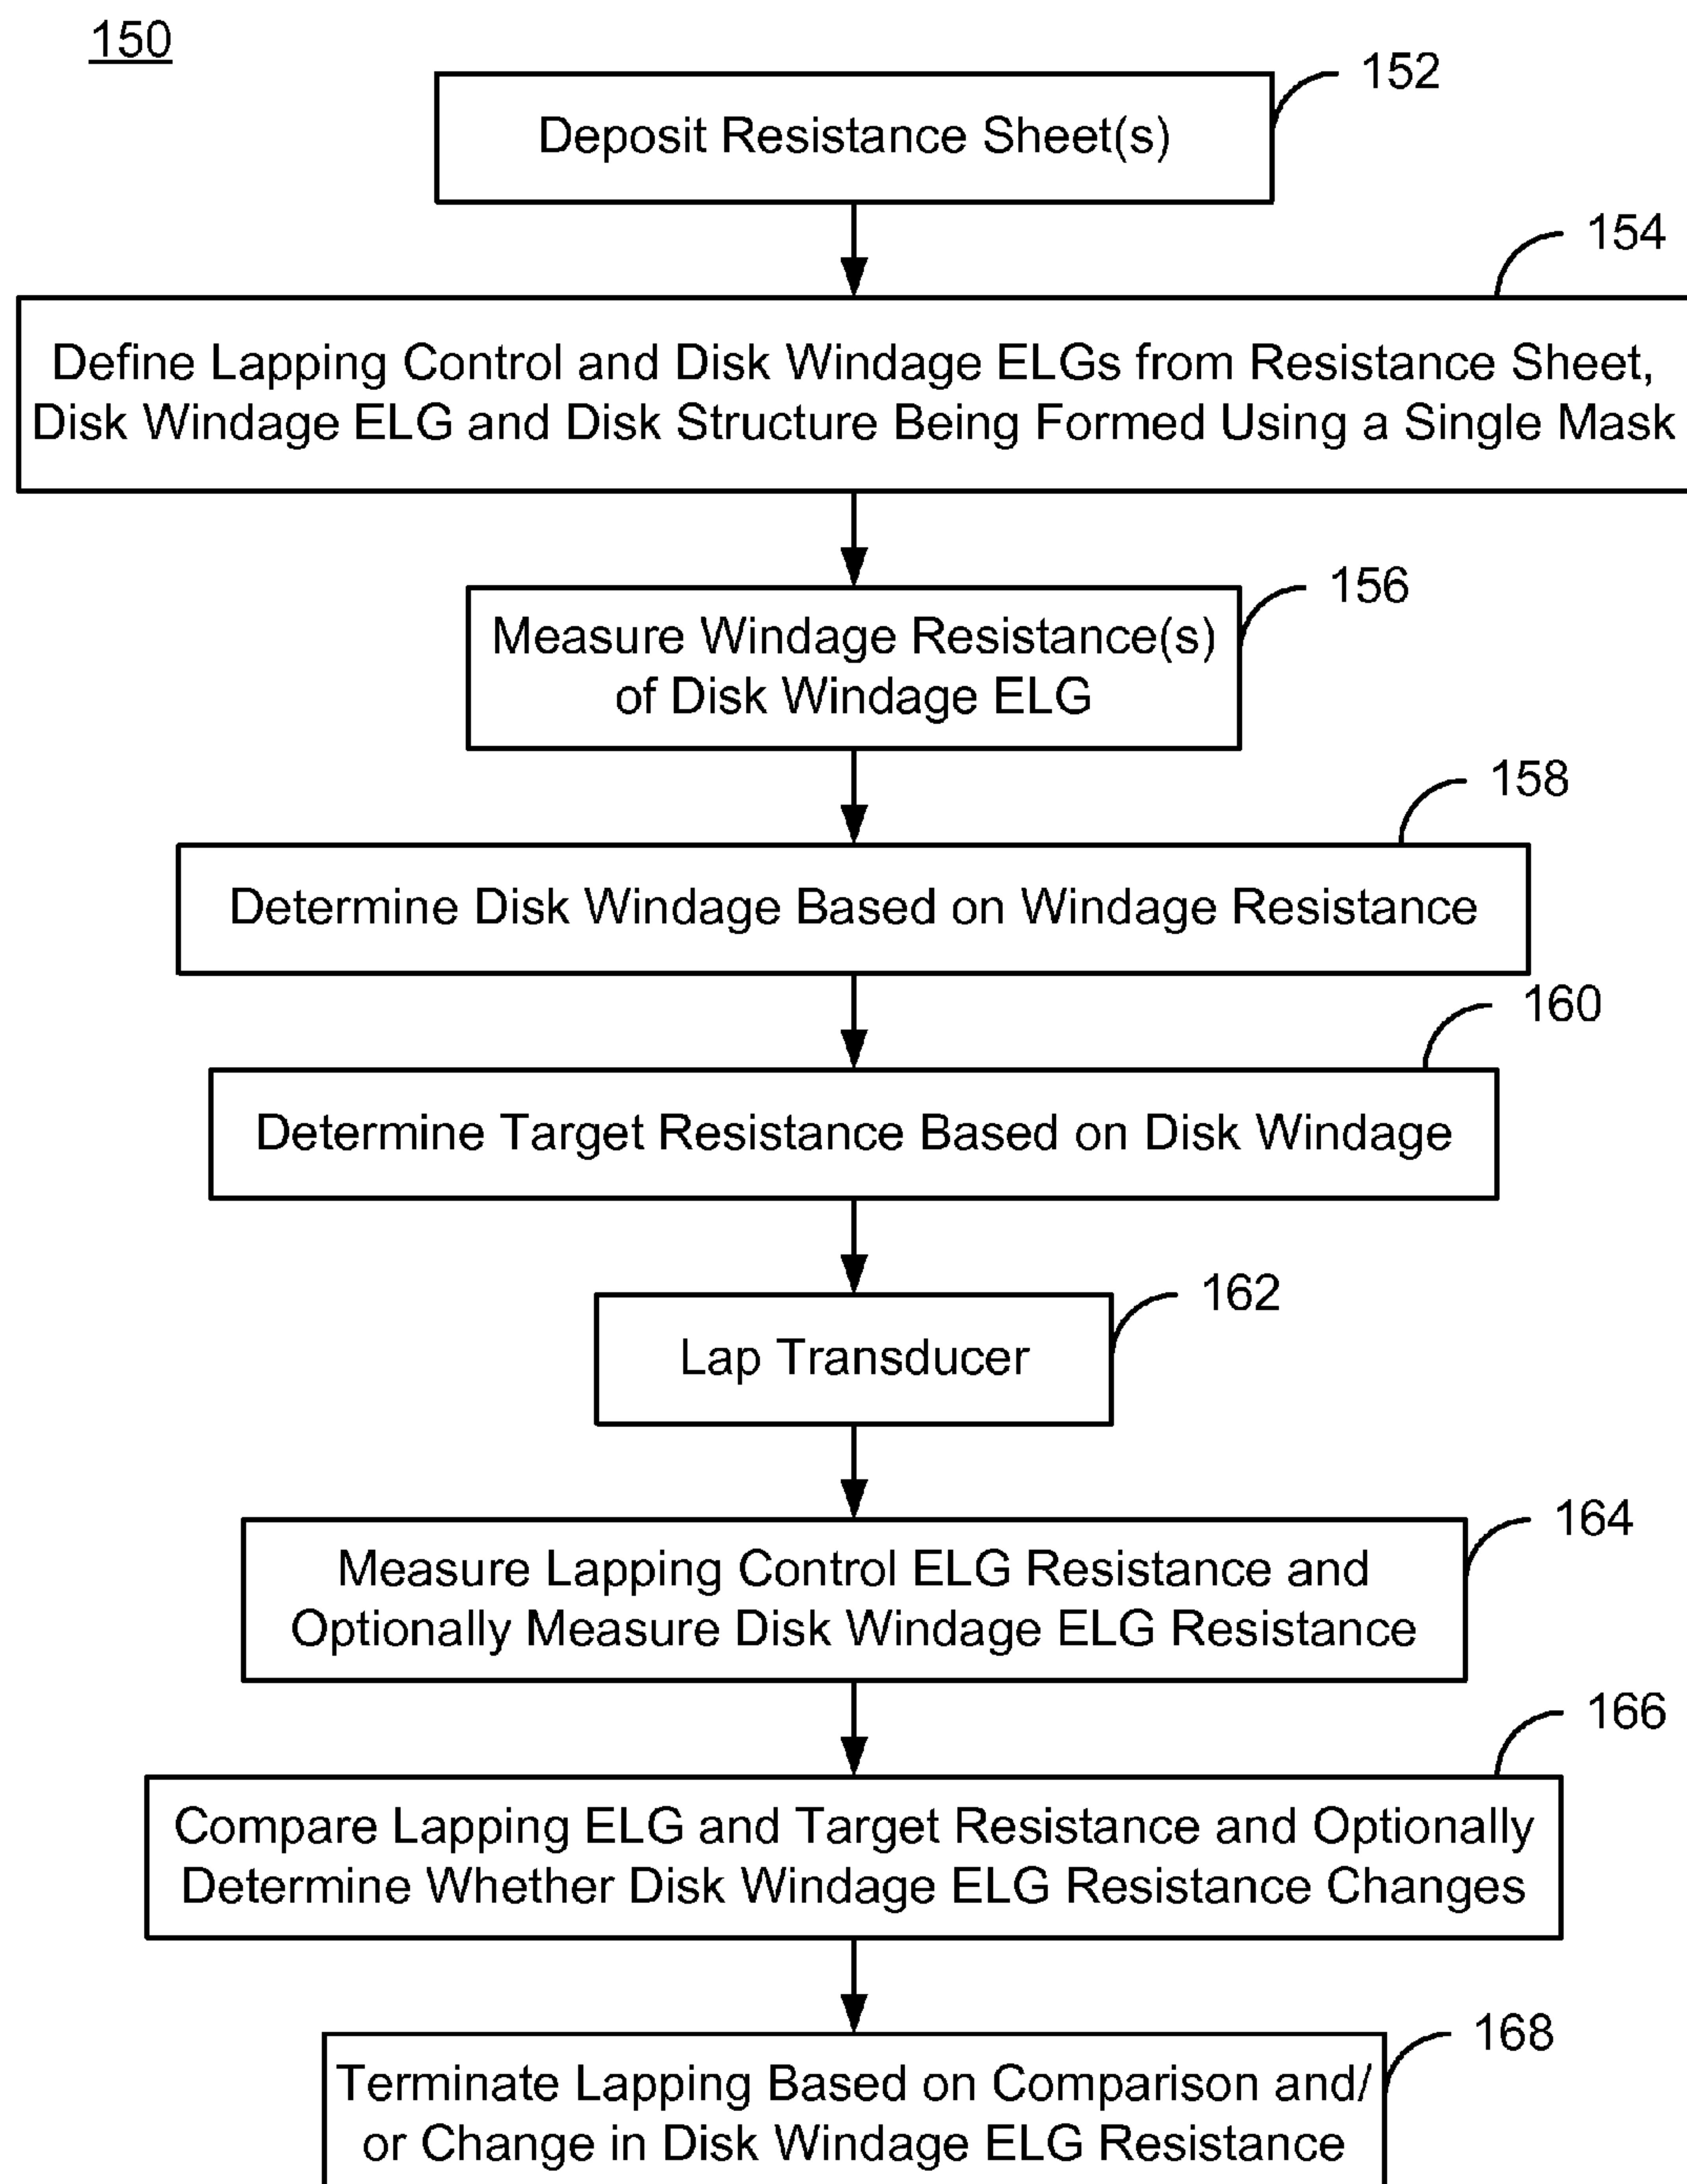 150
152
Deposit Resistance Sheet(s)
154
Define Lapping Control and Disk Windage ELGs from Resistance Sheet,
Disk Windage ELG and Disk Structure Being Formed Using a Single Mask
156
Measure Windage Resistance(s)
of Disk Windage ELG
158
Determine Disk Windage Based on Windage Resistance
160
Determine Target Resistance Based on Disk Windage
162
Lap Transducer
164
Measure Lapping Control ELG Resistance and
Optionally Measure Disk Windage ELG Resistance
166
Compare Lapping ELG and Target Resistance and Optionally
Determine Whether Disk Windage ELG Resistance Changes
168
Terminate Lapping Based on Comparison and/
or Change in Disk Windage ELG Resistance